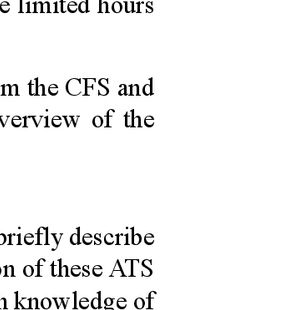 e limited hours
m the CFS and
verview of the
briefly describe
on of these ATS
n knowledge of